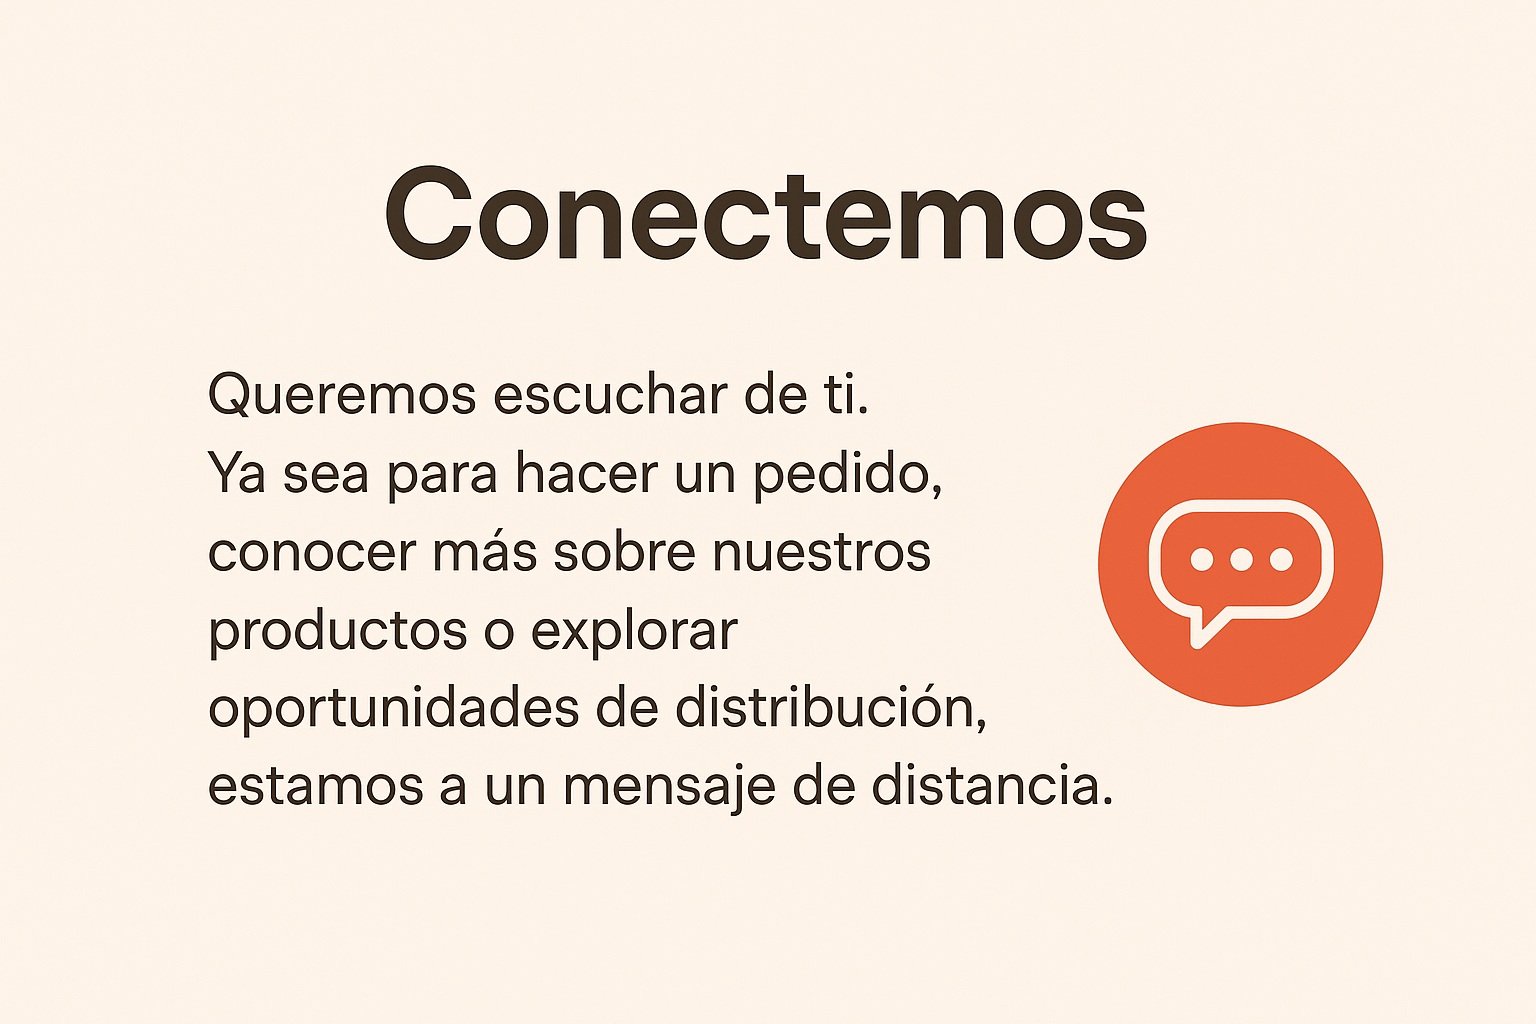 Conectemos
Queremos escuchar de ti.
Ya sea para hacer un pedido,
conocer más sobre nuestros
productos o explorar
oportunidades de distribución,
estamos a un mensaje de distancia.